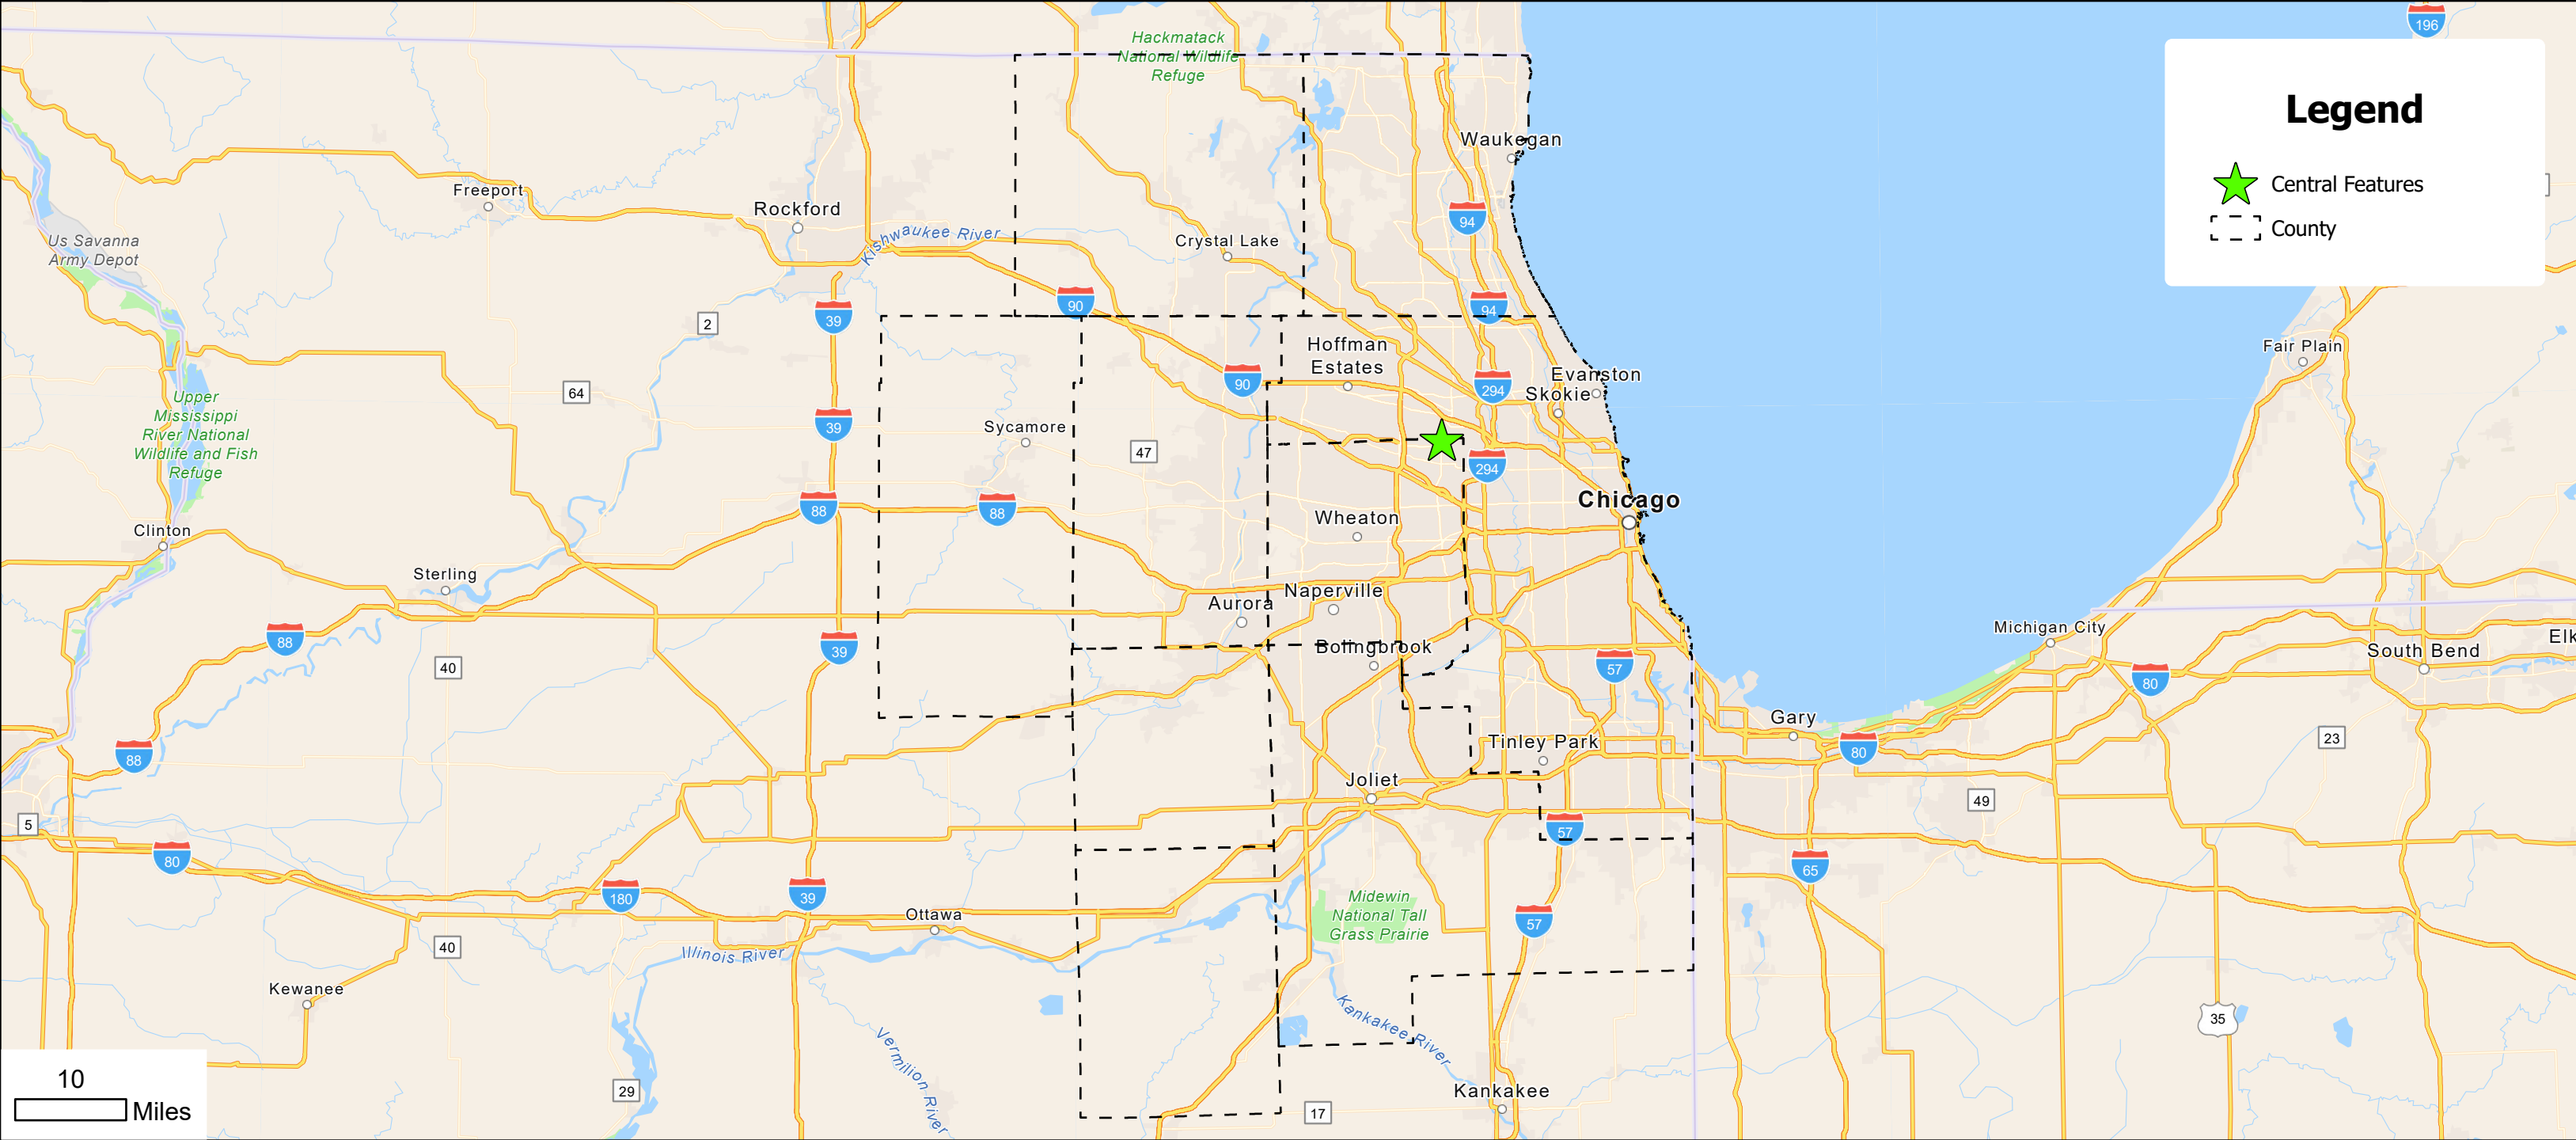 196
Hackmatack
National Wildlife
Refuge
Legend
Central Features
County
Waukegan
Freeport
Rockford
94
Kishwaukee River
Crystal Lake
Us Savanna
Army Depot
90
94
39
2
Hoffman
Estates
Fair Plain
90
294
Evanston
Skokie
64
Upper
Mississippi
River National
Wildlife and Fish
Refuge
39
Sycamore
47
294
88
88
Chicago
Wheaton
Clinton
Sterling
Naperville
Aurora
Michigan City
Elk
88
39
Bolingbrook
South Bend
40
57
80
Gary
23
Tinley Park
80
88
Joliet
49
5
57
80
65
180
39
Midewin
National Tall
Grass Prairie
Ottawa
57
40
Illinois River
Kewanee
Kankakee River
35
Vermilion River
10
Miles
29
Kankakee
17